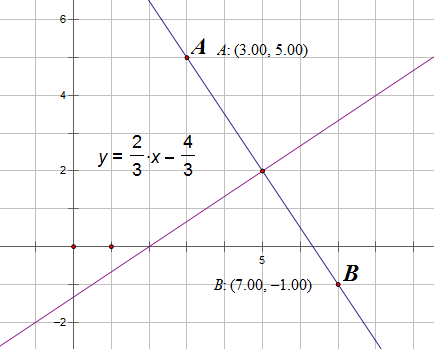 6
A A: (3.00, 5.00)
4
y = 2/3·x − 4/3
2
5
B
B: (7.00, −1.00)
−2